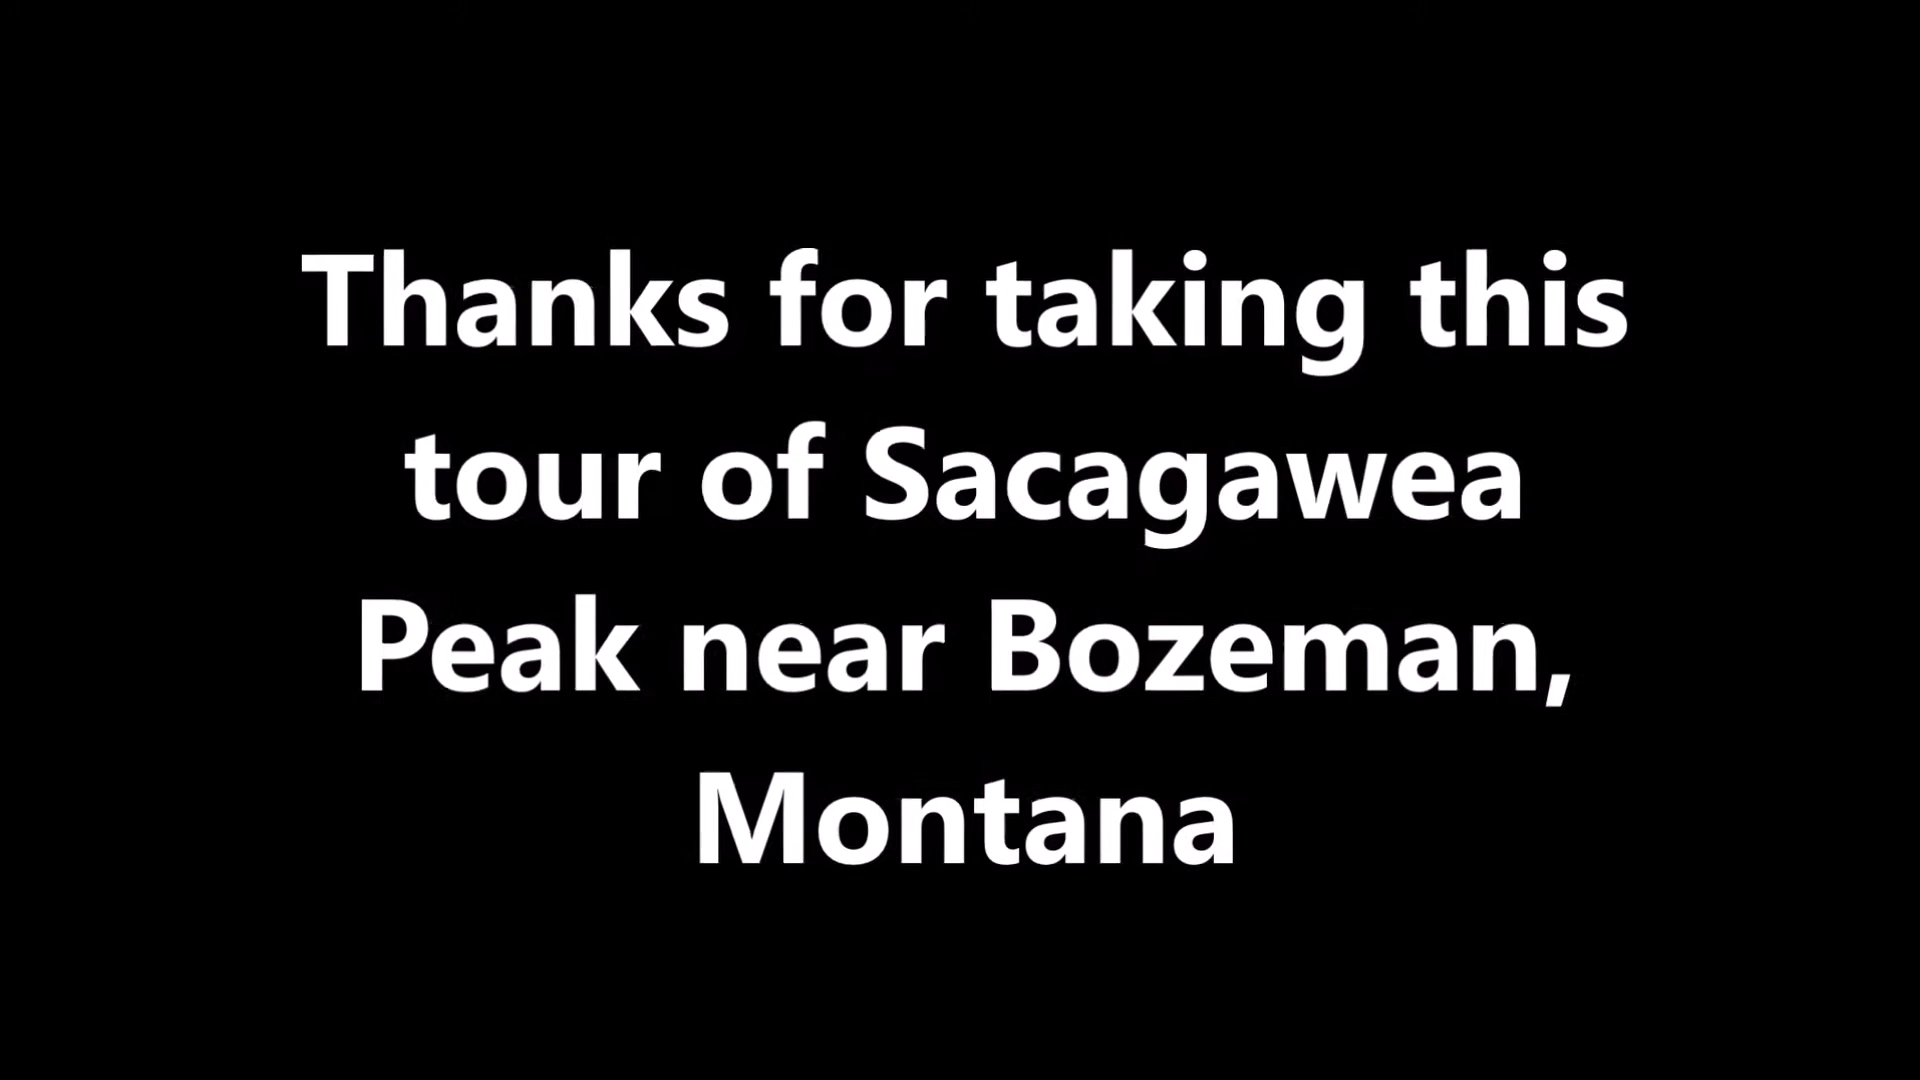 Thanks for taking this
tour of Sacagawea
Peak near Bozeman,
Montana